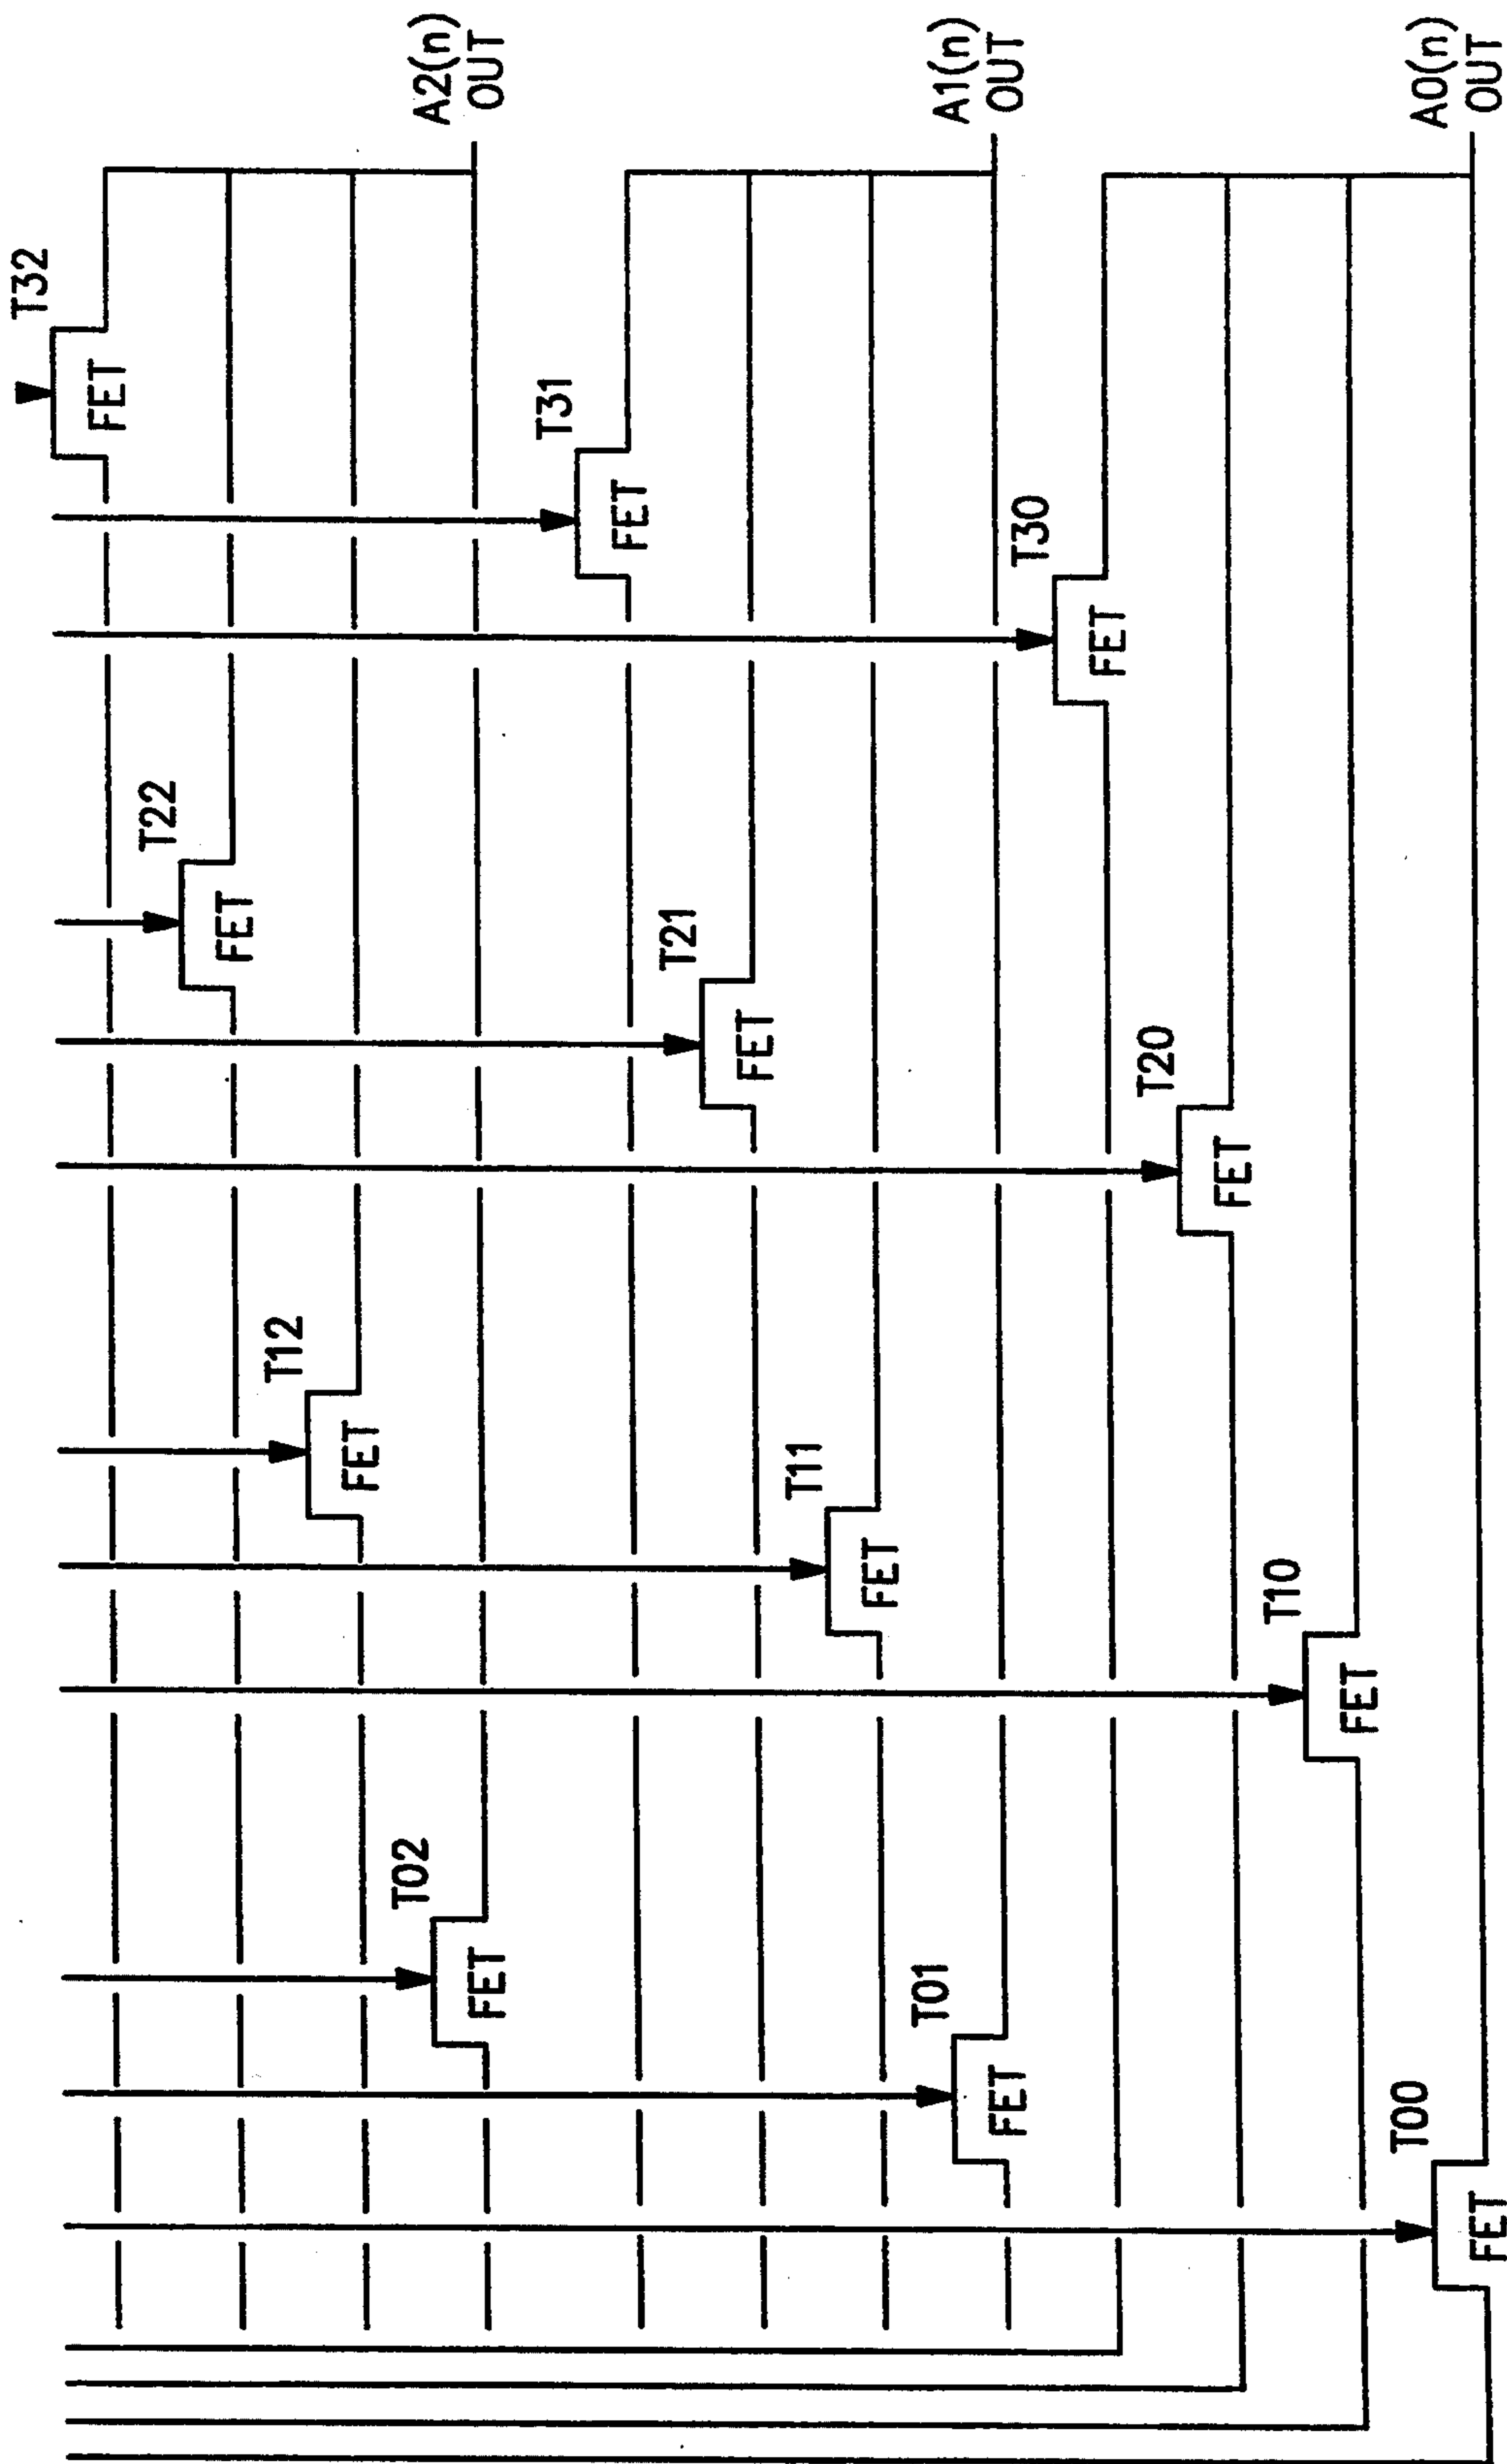 T32
FET
T22
FET
T12
FET
T02
FET
A2(n)
OUT
T31
FET
T21
FET
T11
FET
T01
FET
A1(n)
OUT
T30
FET
T20
FET
T10
FET
T00
FET
A0(n)
OUT